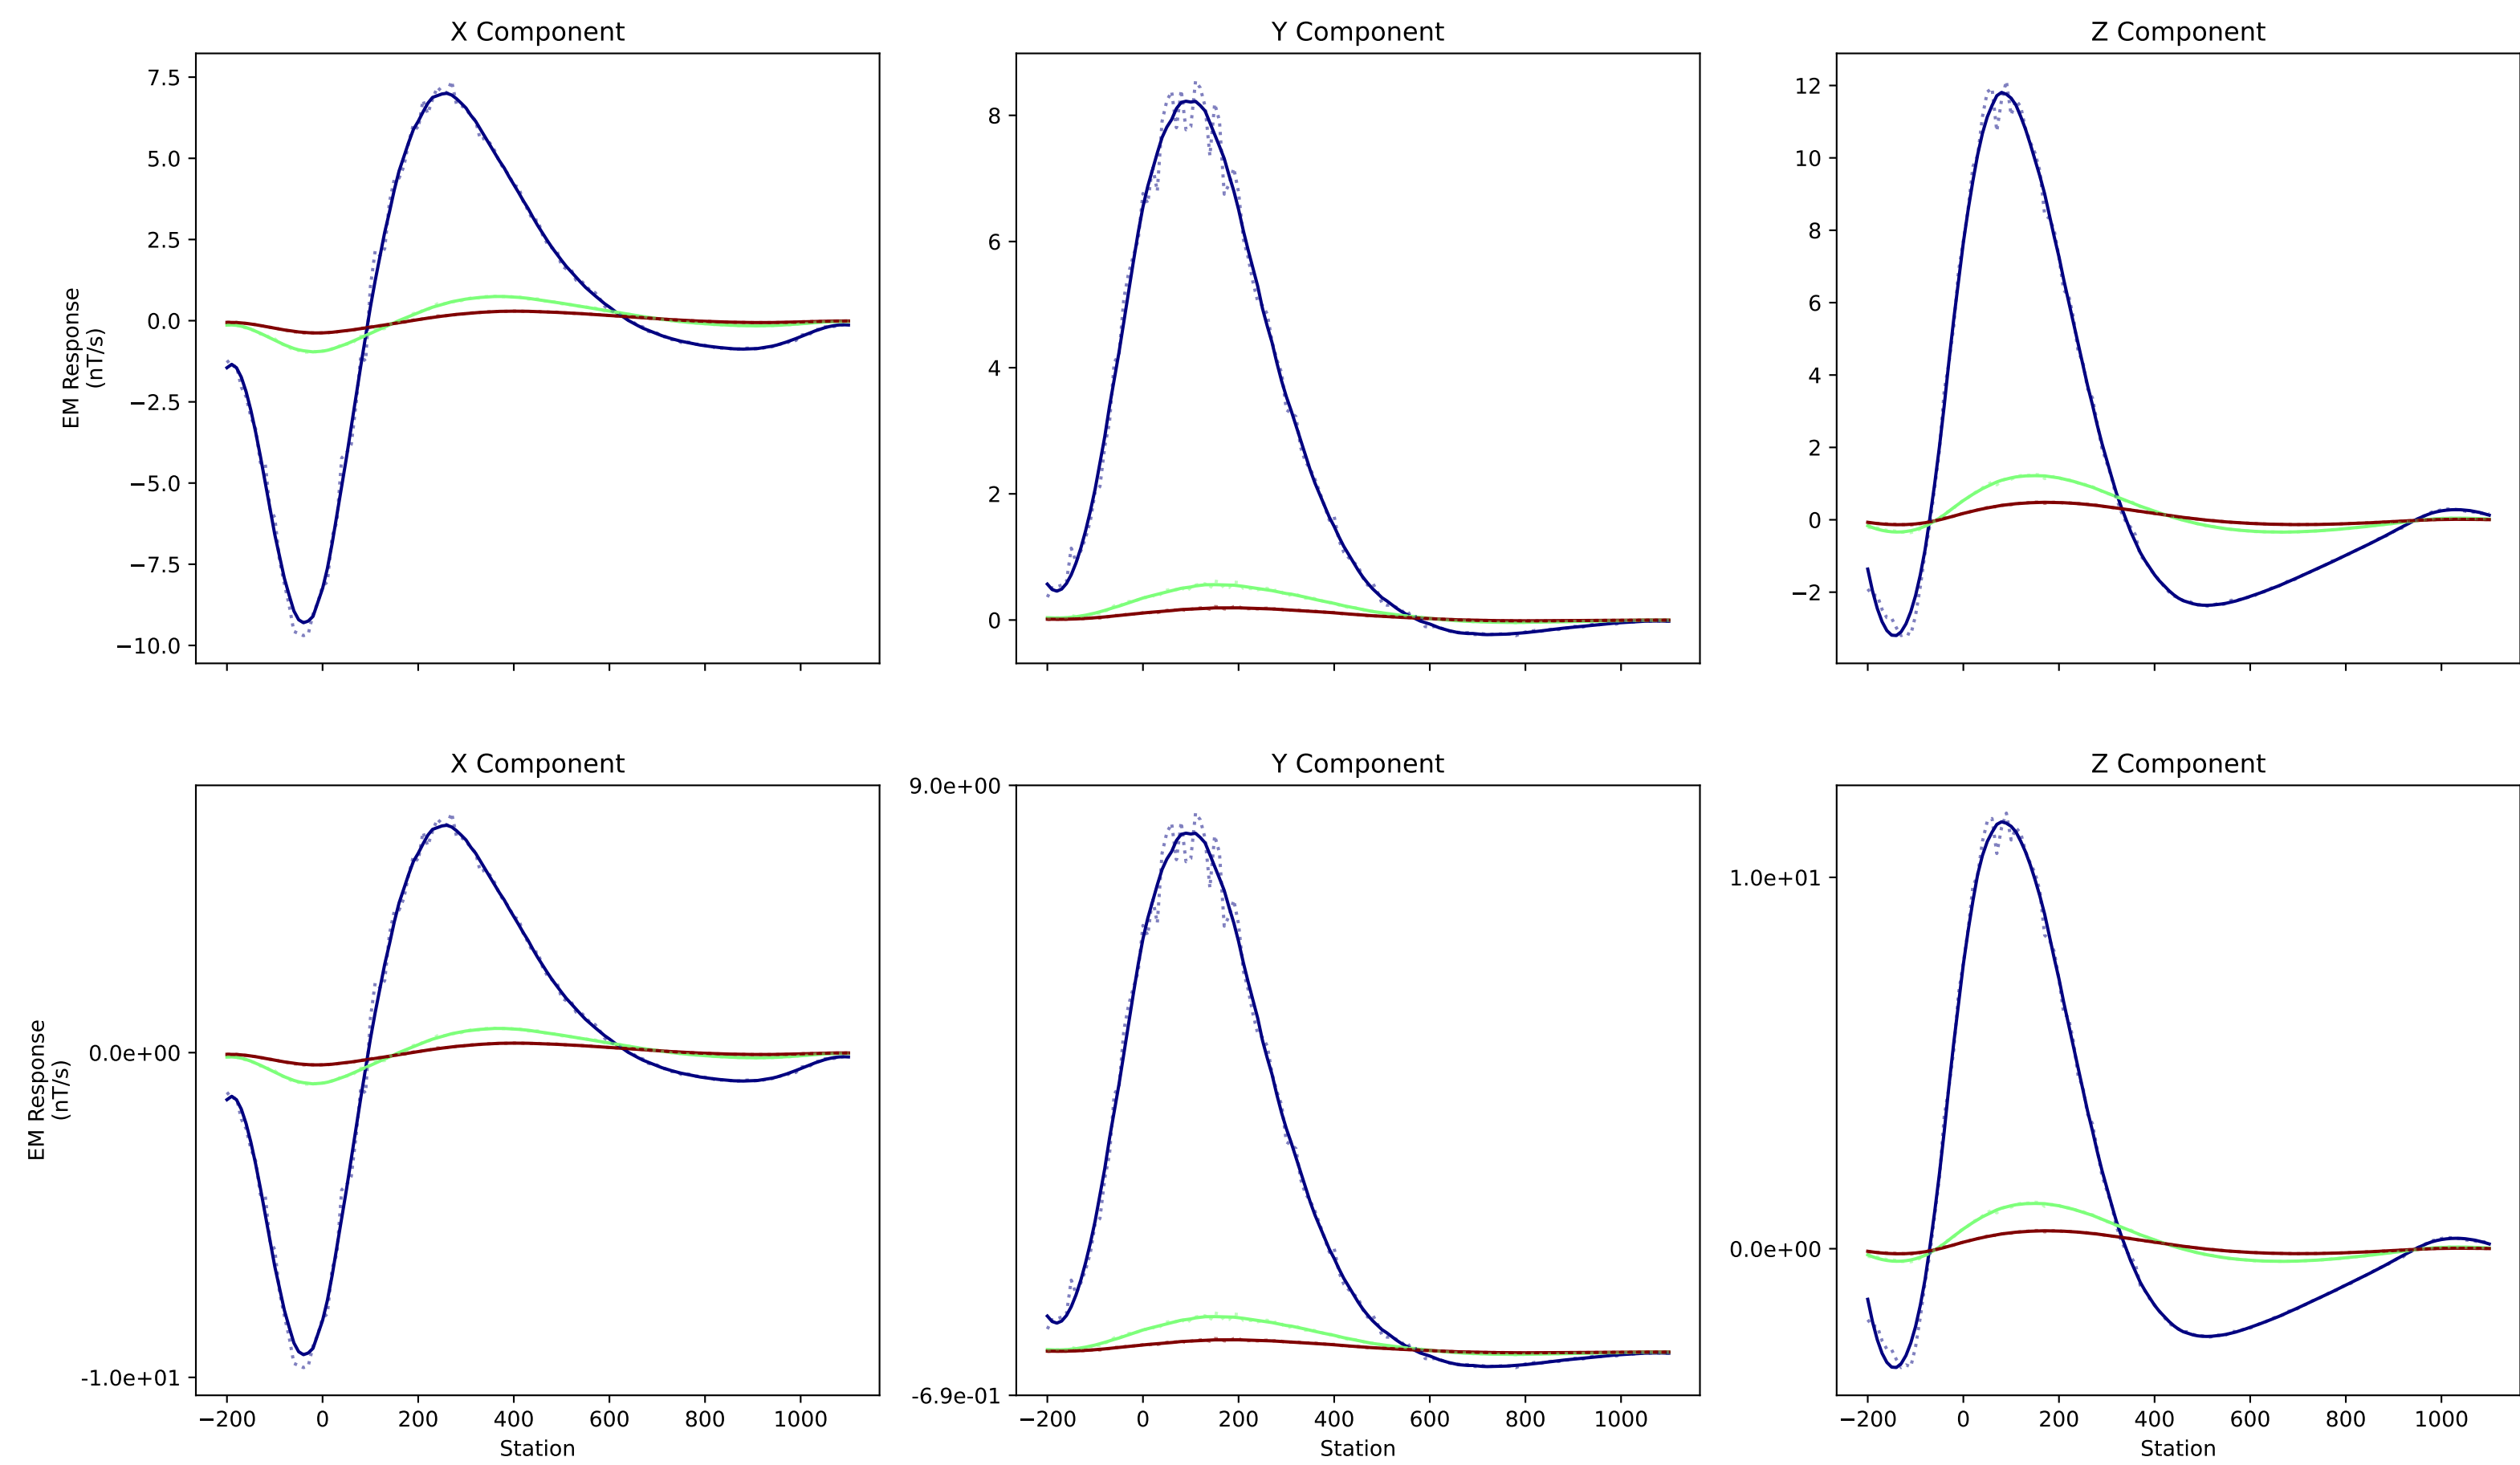 X Component
Y Component
Z Component
7.5
5.0
2.5
0.0
−2.5
−5.0
−7.5
−10.0
EM Response
(nT/s)
8
6
4
2
0
12
10
8
6
4
2
0
−2
X Component
Y Component
Z Component
0.0e+00
-1.0e+01
EM Response
(nT/s)
9.0e+00
-6.9e-01
1.0e+01
0.0e+00
−200 0 200 400 600 800 1000
−200 0 200 400 600 800 1000
−200 0 200 400 600 800 1000
Station
Station
Station